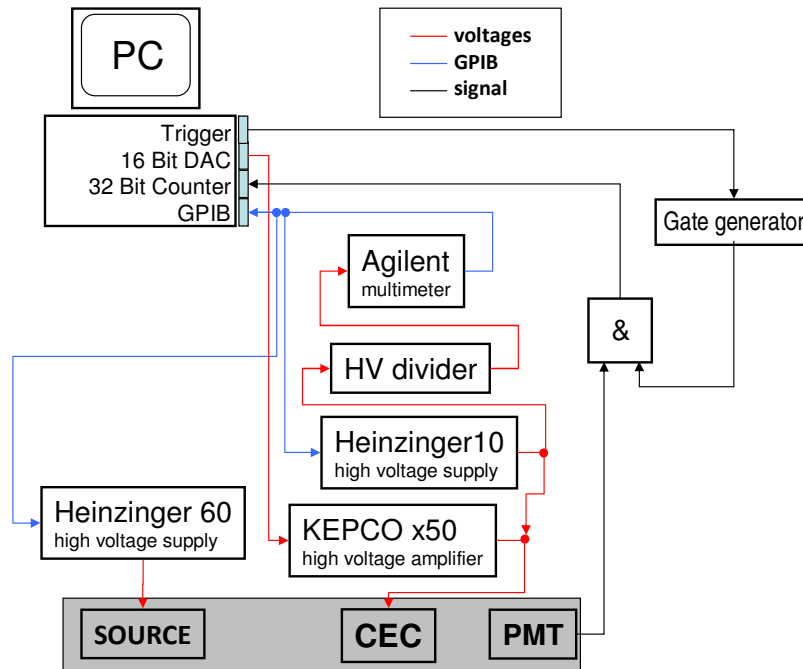 PC
voltages
GPIB
signal
Trigger
16 Bit DAC
32 Bit Counter
GPIB
Gate generator
Agilent
multimeter
&
HV divider
Heinzinger10
high voltage supply
Heinzinger 60
high voltage supply
KEPCO x50
high voltage amplifier
SOURCE
CEC
PMT